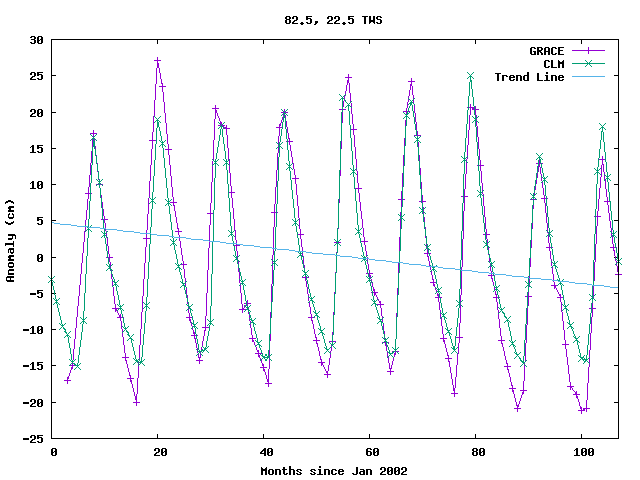 82.5, 22.5 TWS
GRACE
CLM
Trend Line
30
25
20
15
10
5
0
-5
-10
-15
-20
-25
Anomaly (cm)
0 20 40 60 80 100
Months since Jan 2002